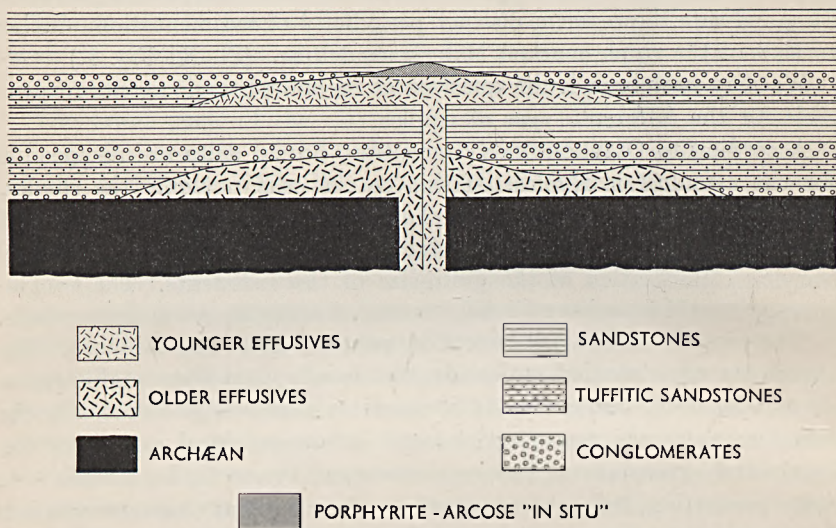 YOUNGER EFFUSIVES
OLDER EFFUSIVES
ARCHÆAN
SANDSTONES
TUFFITIC SANDSTONES
CONGLOMERATES
PORPHYRITE - ARCOSE "IN SITU"